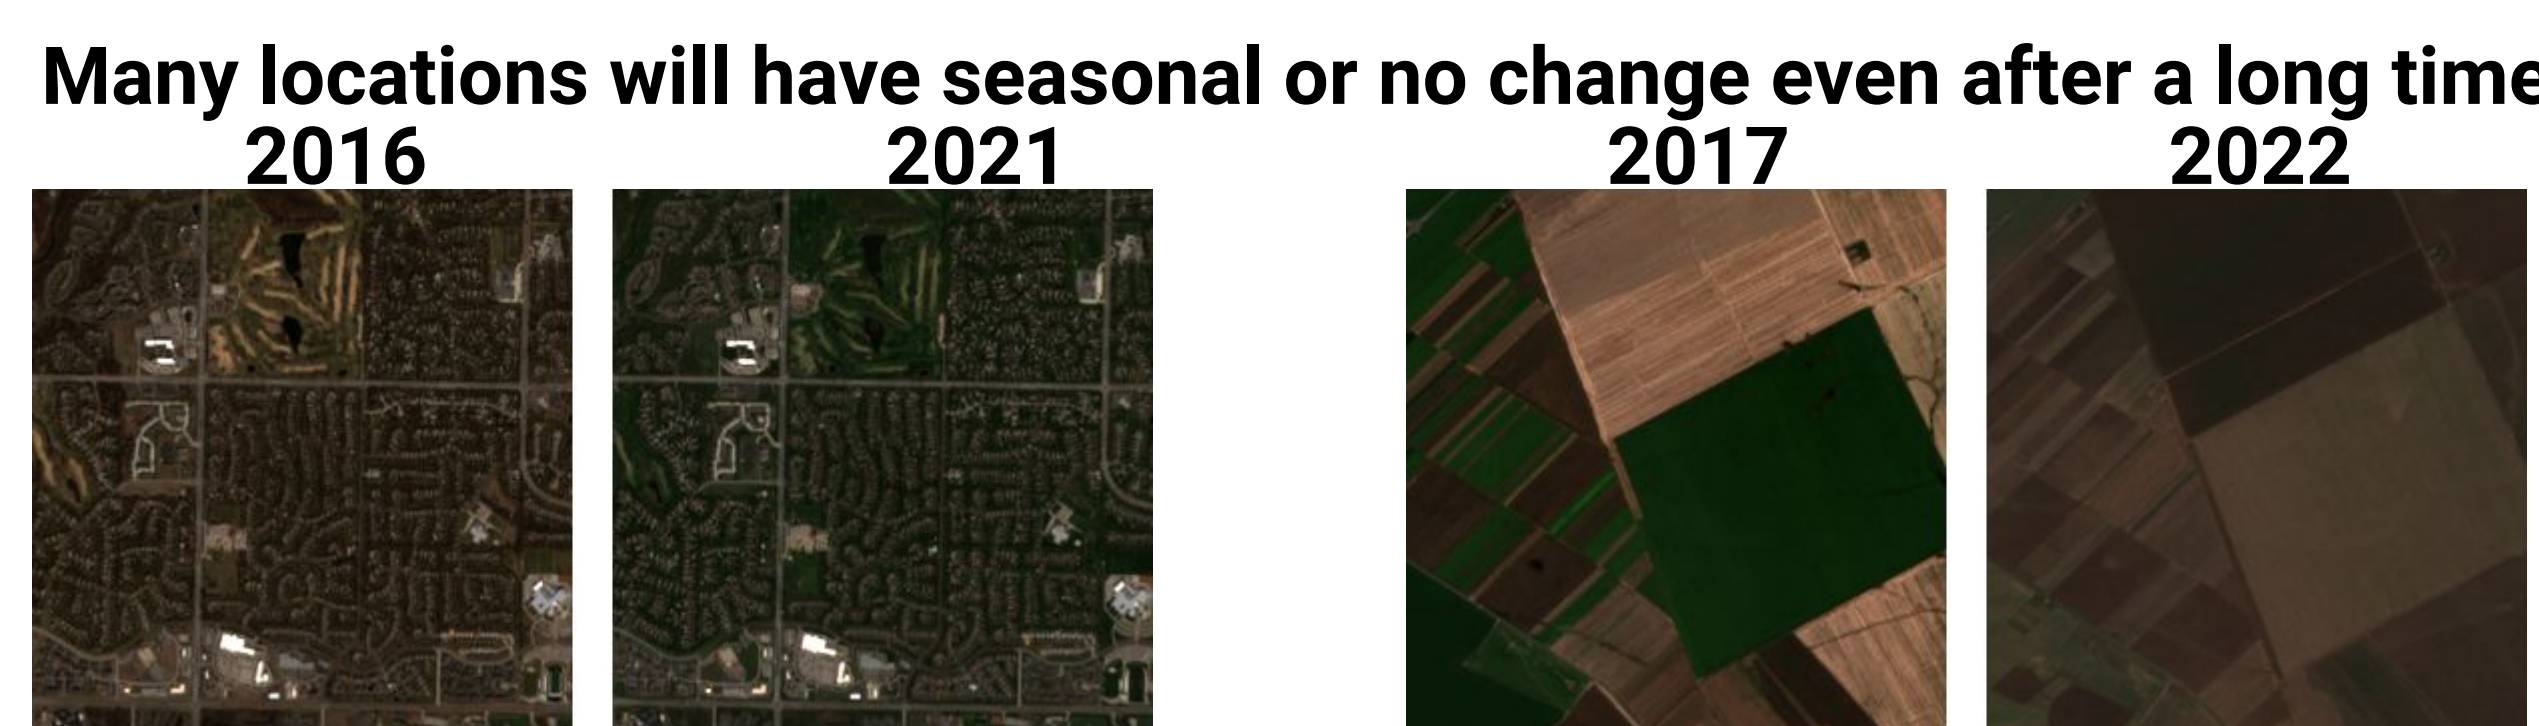 Many locations will have seasonal or no change even after a long time
2016 2021 2017 2022